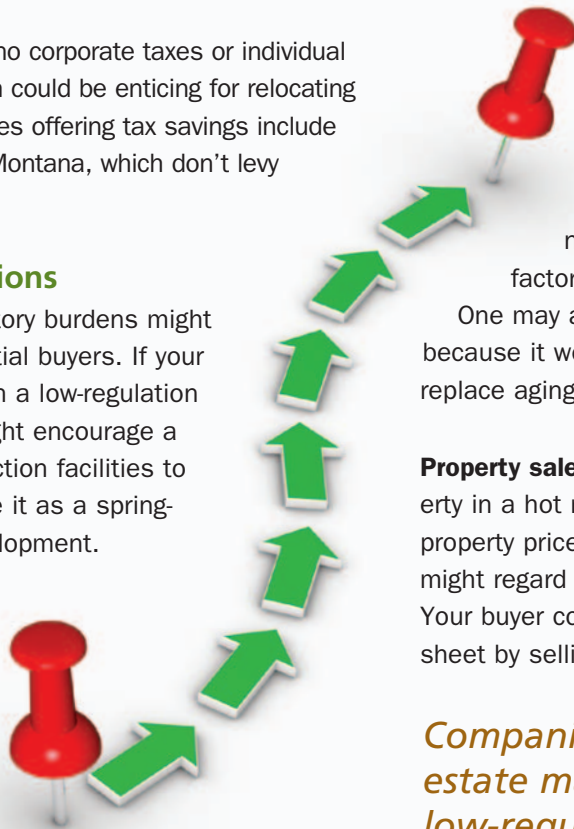 no corporate taxes or individual
could be enticing for relocating
es offering tax savings include
Montana, which don’t levy
ions
tory burdens might
tial buyers. If your
a low-regulation
ght encourage a
ction facilities to
it as a spring-
lopment.
factor
One may a
because it wo
replace aging
Property sale
erty in a hot
property price
might regard
Your buyer co
sheet by selli
Compani
estate m
low-regu